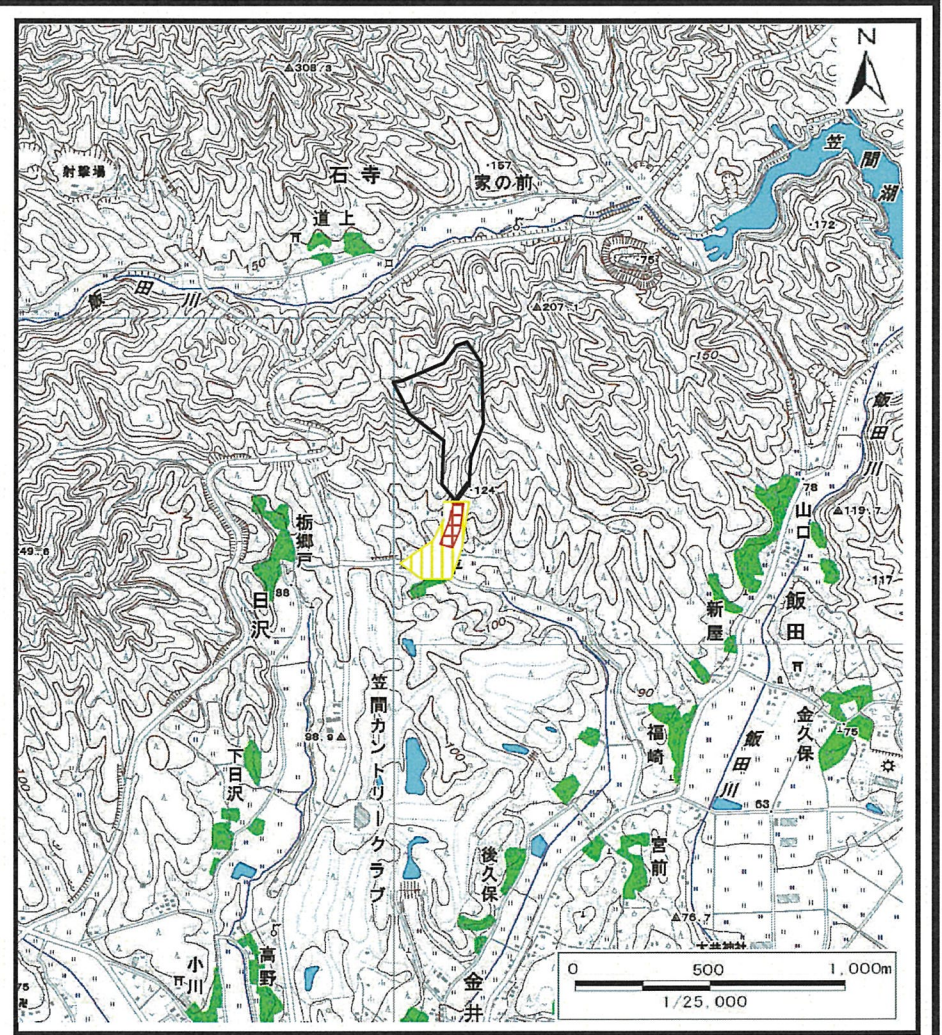 N
308.3
射撃場
石寺
157
家の前
笠間湖
道上
172
150
75
飯田川
207.1
150
飯田川
100
124
78
山口
119.7
栃郷戸
117
88
日沢
新屋
飯田
100
90
笠間カントリークラブ
福崎
金久保
75
98.9
下日沢
100
飯田川
63
後久保
宮前
76.7
小川
高野
金井
0 500 1,000m
1/25,000